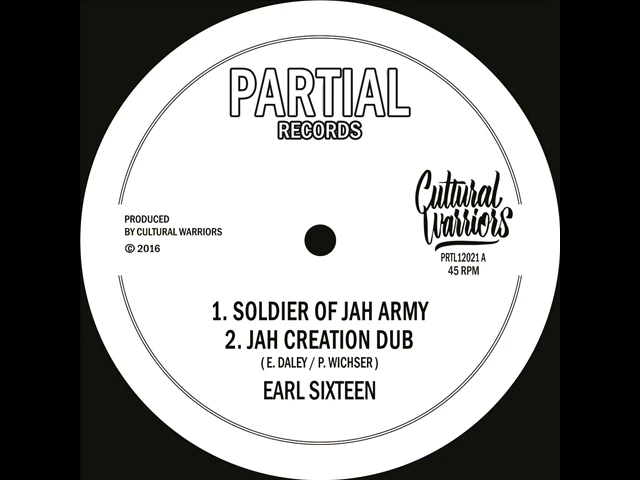 PARTIAL
RECORDS
Cultural
Warriors
PRODUCED
BY CULTURAL WARRIORS
© 2016
PRTL12021 A
45 RPM
1. SOLDIER OF JAH ARMY
2. JAH CREATION DUB
( E. DALEY / P. WICHSER )
EARL SIXTEEN